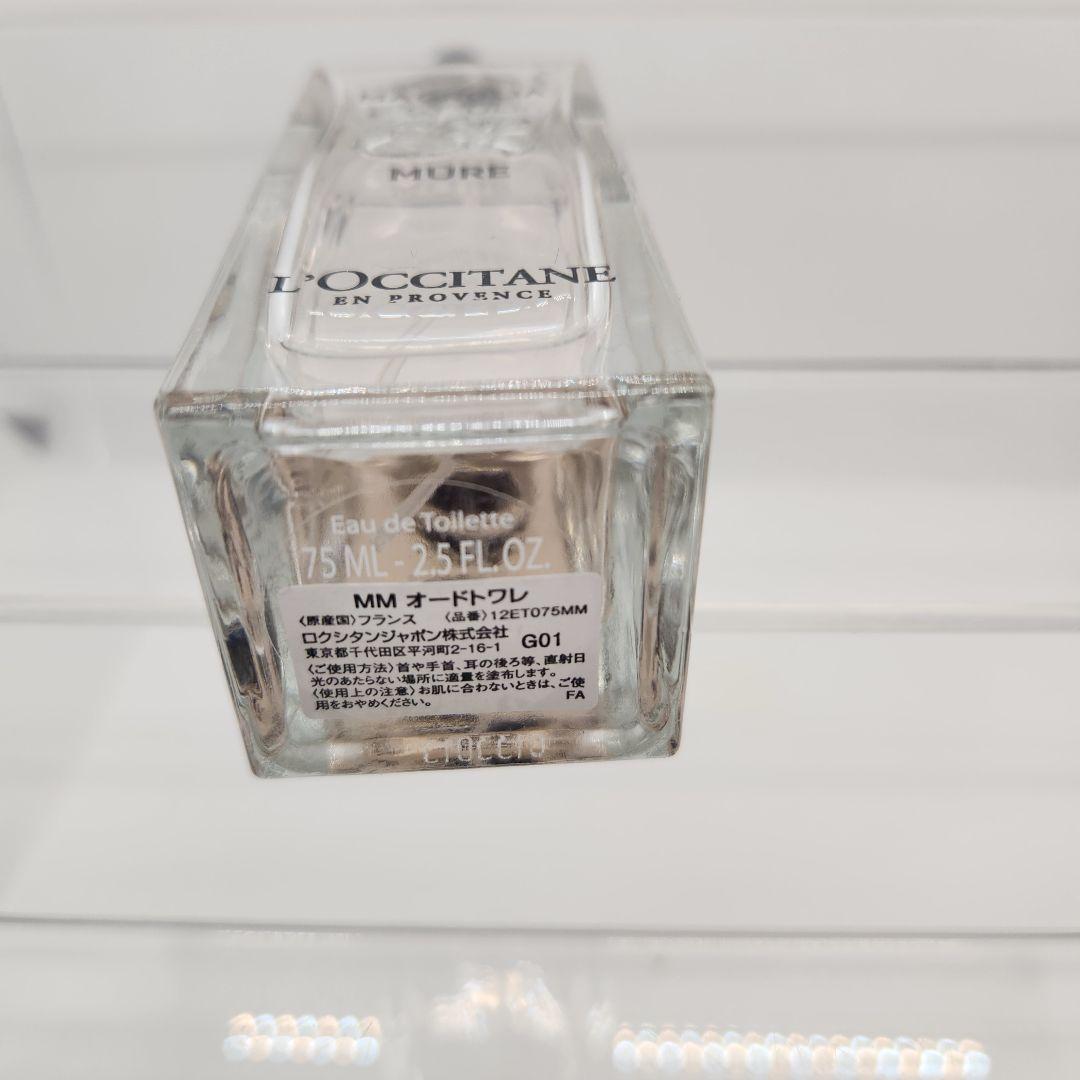 MÛRE
L'OCCITANE
EN PROVENCE
Eau de Toilette
75 ML - 2.5 FL. OZ.
MM オードトワレ
〈原産国〉フランス 〈品番〉12ET075MM
ロクシタンジャポン株式会社
東京都千代田区平河町2-16-1 G01
〈ご使用方法〉首や手首、耳の後ろ等、直射日
光のあたらない場所に適量を塗布します。
〈使用上の注意〉お肌に合わないときは、ご使
用をおやめください。 FA